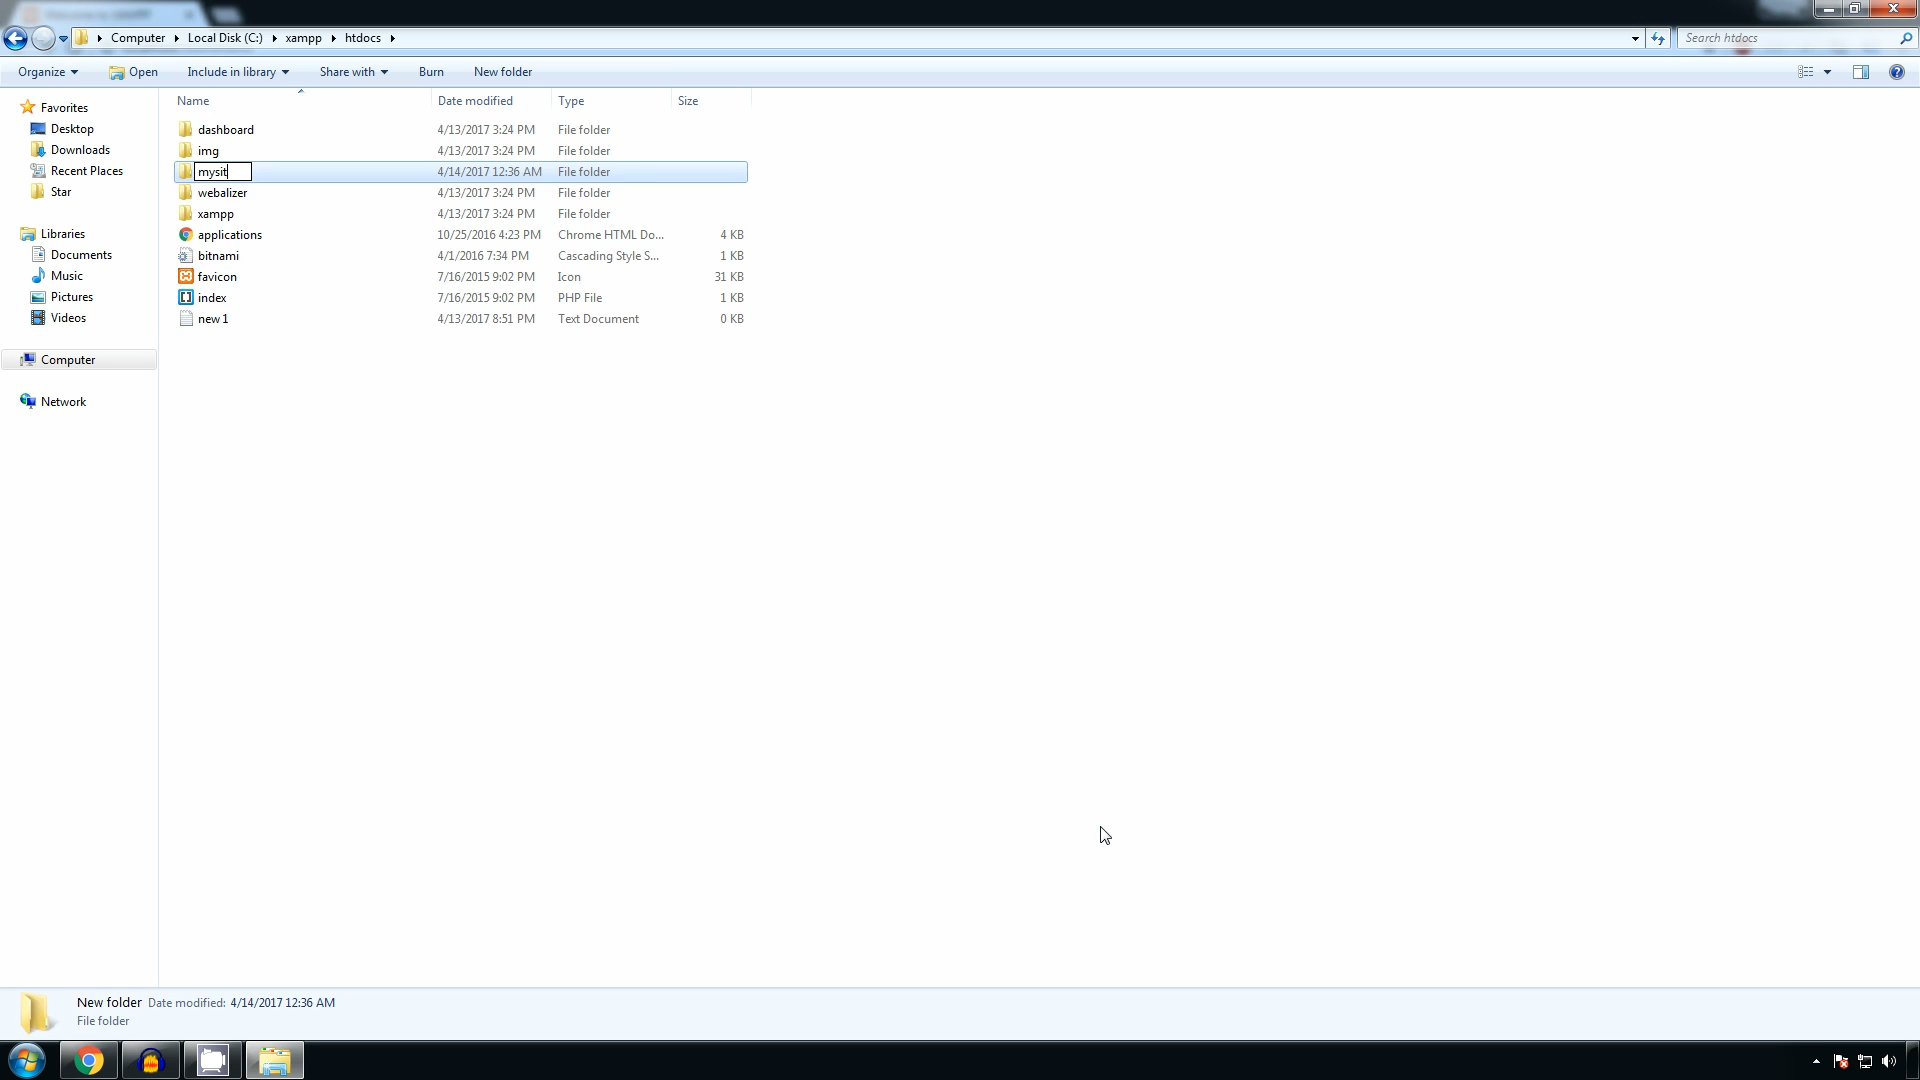 Computer Local Disk (C:) xampp htdocs
Search htdocs
Organize Open Include in library Share with Burn New folder
Name Date modified Type Size
Favorites
Desktop
Downloads
Recent Places
Star
Libraries
Documents
Music
Pictures
Videos
Computer
Network
dashboard 4/13/2017 3:24 PM File folder
img 4/13/2017 3:24 PM File folder
mysit 4/14/2017 12:36 AM File folder
webalizer 4/13/2017 3:24 PM File folder
xampp 4/13/2017 3:24 PM File folder
applications 10/25/2016 4:23 PM Chrome HTML Do... 4 KB
bitnami 4/1/2016 7:34 PM Cascading Style S... 1 KB
favicon 7/16/2015 9:02 PM Icon 31 KB
index 7/16/2015 9:02 PM PHP File 1 KB
new 1 4/13/2017 8:51 PM Text Document 0 KB
New folder Date modified: 4/14/2017 12:36 AM
File folder